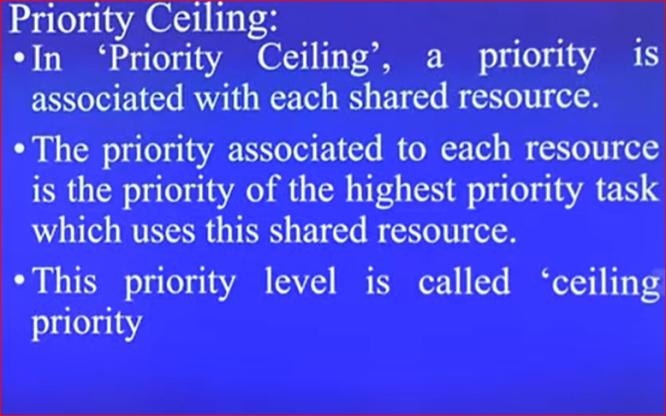 Priority Ceiling:
•In ‘Priority Ceiling’, a priority is
associated with each shared resource.
•The priority associated to each resource
is the priority of the highest priority task
which uses this shared resource.
•This priority level is called ‘ceiling
priority